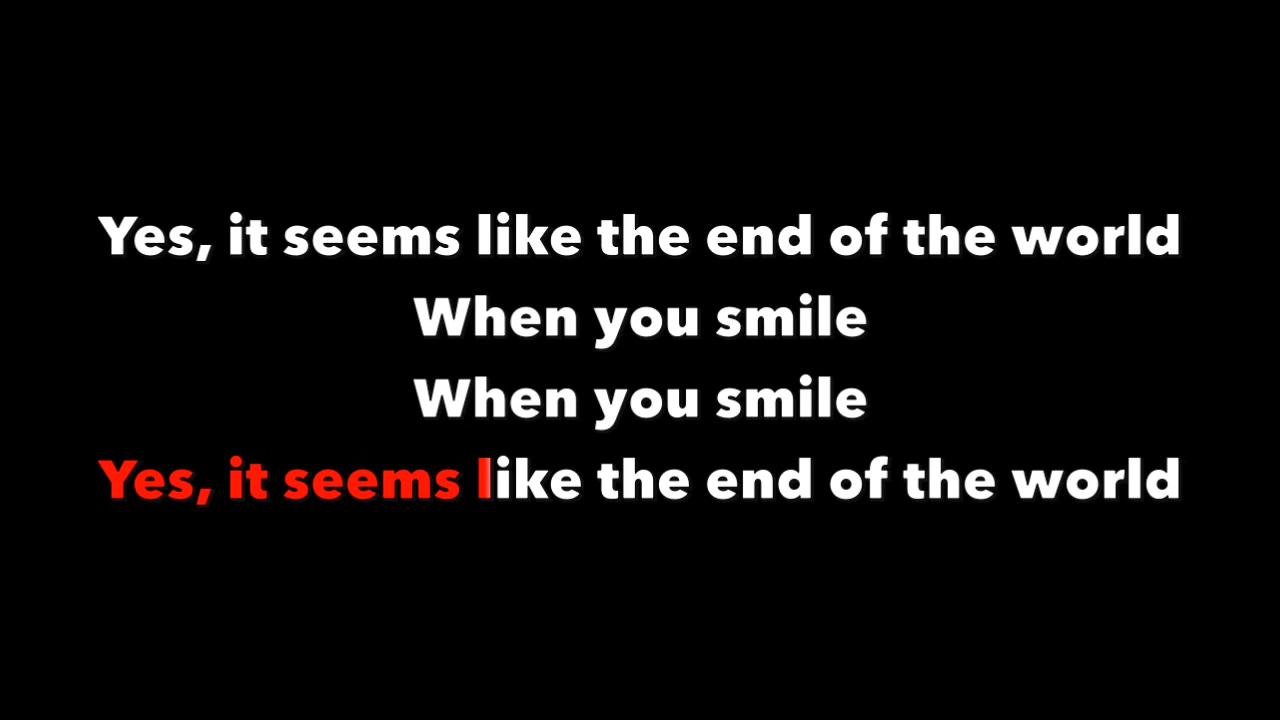 Yes, it seems like the end of the world
When you smile
When you smile
Yes, it seems like the end of the world